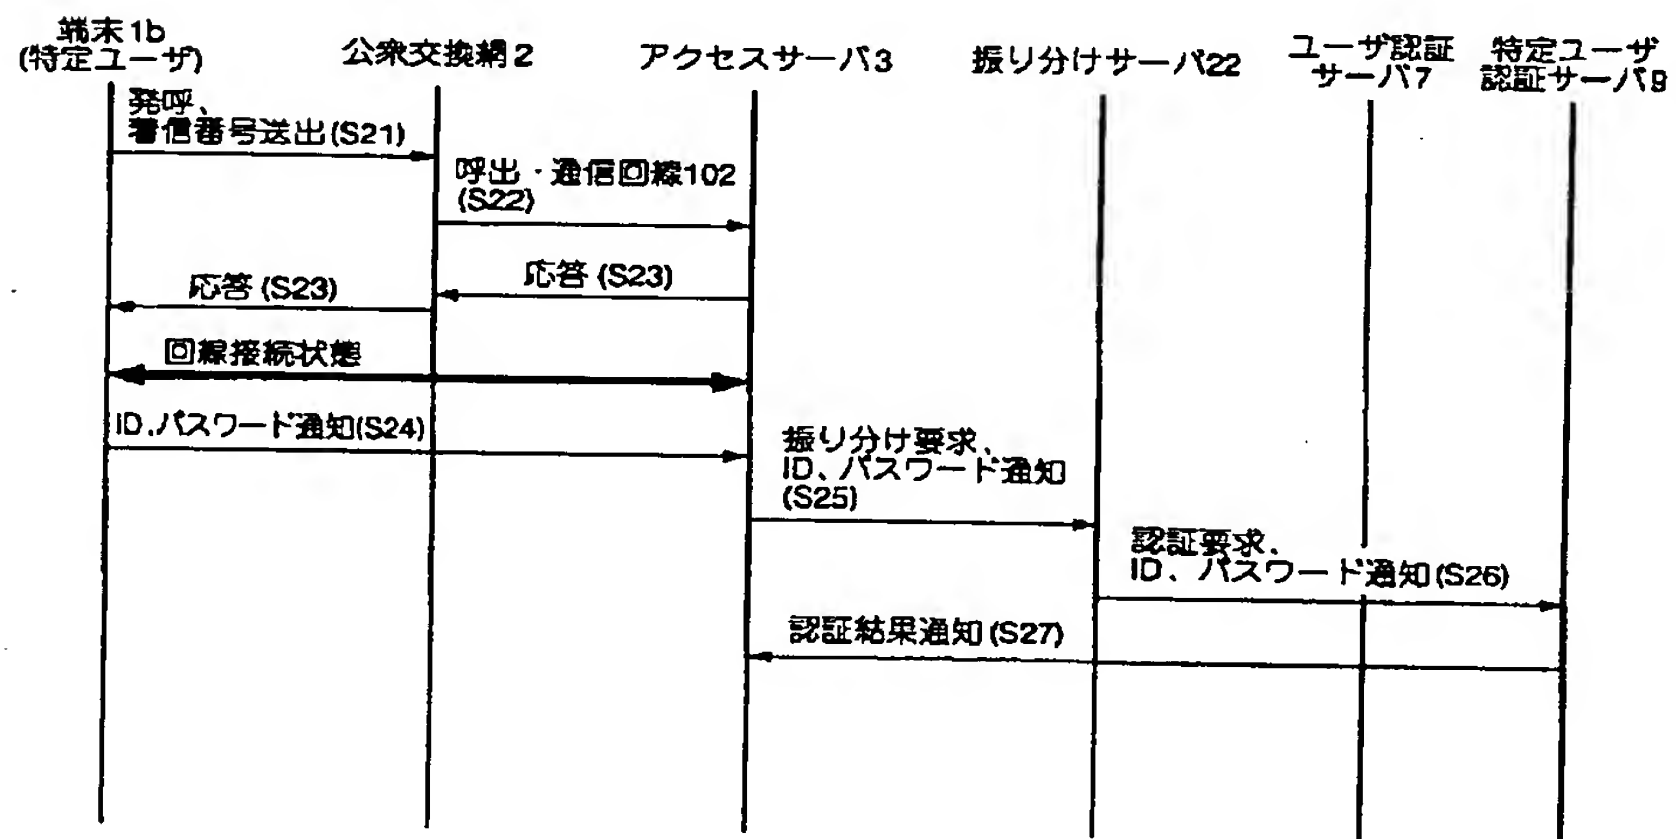 端末1b
(特定ユーザ)
公衆交換網2
アクセスサーバ3
振り分けサーバ22
ユーザ認証
サーバ7
特定ユーザ
認証サーバ9
発呼、
着信番号送出(S21)
呼出・通信回線102
(S22)
応答(S23)
応答(S23)
回線接続状態
ID、パスワード通知(S24)
振り分け要求、
ID、パスワード通知
(S25)
認証要求、
ID、パスワード通知(S26)
認証結果通知(S27)